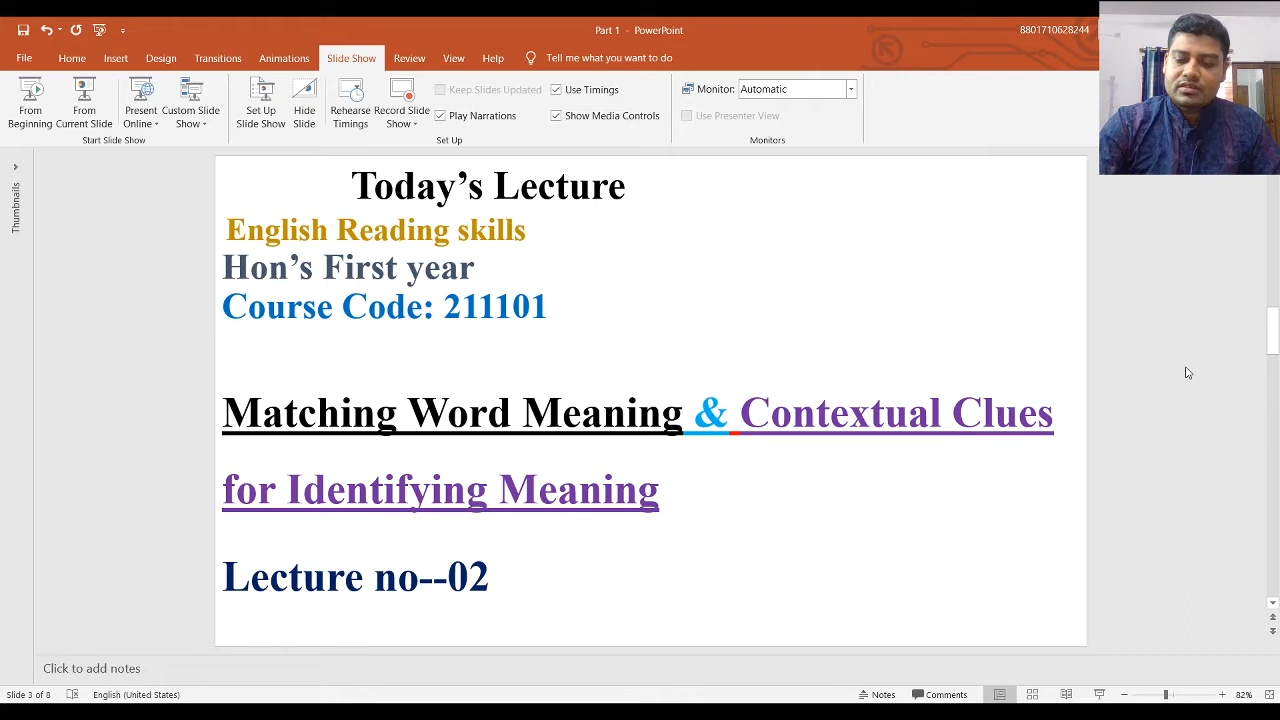 Part 1 - PowerPoint
8801710628244
File Home Insert Design Transitions Animations Slide Show Review View Help Tell me what you want to do
From Beginning
From Current Slide
Present Online
Custom Slide Show
Start Slide Show
Set Up Slide Show
Hide Slide
Rehearse Timings
Record Slide Show
Keep Slides Updated
Play Narrations
Use Timings
Show Media Controls
Set Up
Monitor: Automatic
Use Presenter View
Monitors
Thumbnails
Today’s Lecture
English Reading skills
Hon’s First year
Course Code: 211101
Matching Word Meaning & Contextual Clues
for Identifying Meaning
Lecture no--02
Click to add notes
Slide 3 of 8 English (United States) Notes Comments 82%